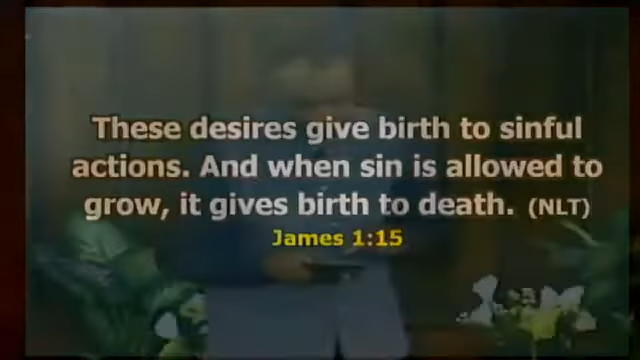 These desires give birth to sinful
actions. And when sin is allowed to
grow, it gives birth to death. (NLT)
James 1:15